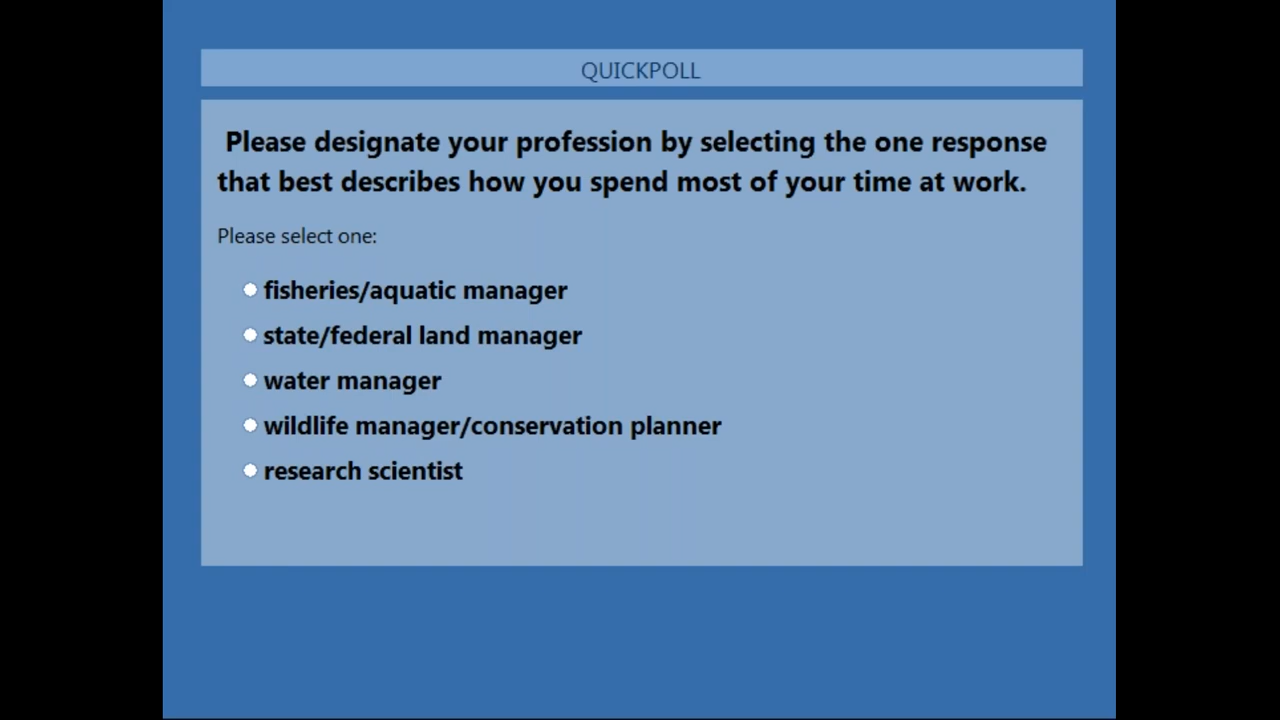 QUICKPOLL
Please designate your profession by selecting the one response
that best describes how you spend most of your time at work.
Please select one:
fisheries/aquatic manager
state/federal land manager
water manager
wildlife manager/conservation planner
research scientist